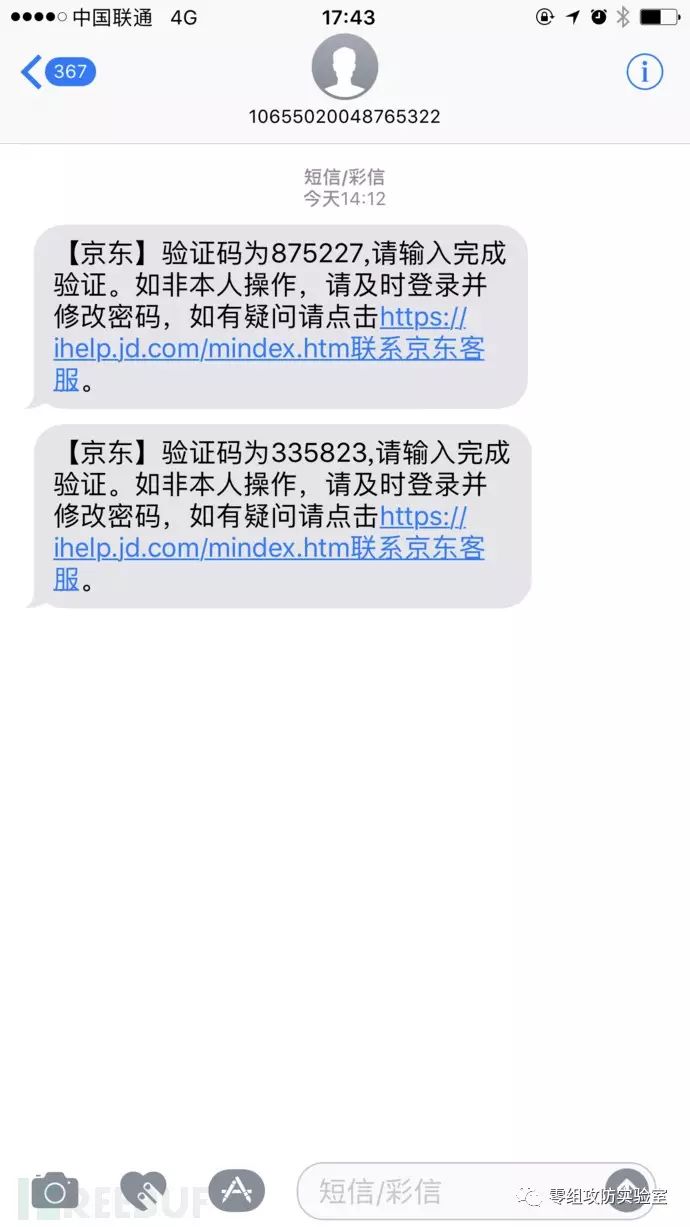 中国联通 4G 17:43
367
10655020048765322
短信/彩信
今天14:12
【京东】验证码为875227,请输入完成
验证。如非本人操作，请及时登录并
修改密码，如有疑问请点击https://
ihelp.jd.com/mindex.htm联系京东客
服。
【京东】验证码为335823,请输入完成
验证。如非本人操作，请及时登录并
修改密码，如有疑问请点击https://
ihelp.jd.com/mindex.htm联系京东客
服。
短信/彩信
零组攻防实验室
REEBUF